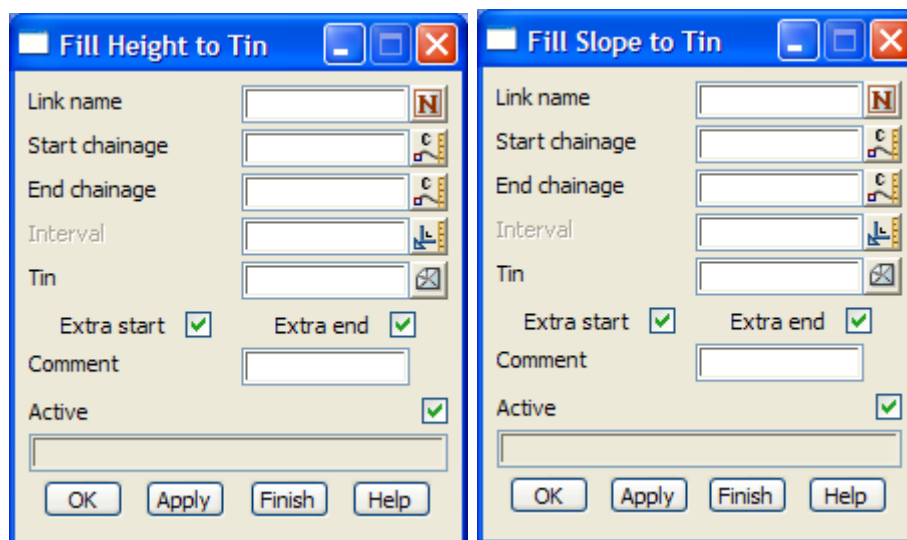 Fill Height to Tin
Link name
N
Start chainage
C
End chainage
C
Interval
L
Tin
Extra start Extra end
Comment
Active
OK Apply Finish Help
Fill Slope to Tin
Link name
N
Start chainage
C
End chainage
C
Interval
L
Tin
Extra start Extra end
Comment
Active
OK Apply Finish Help